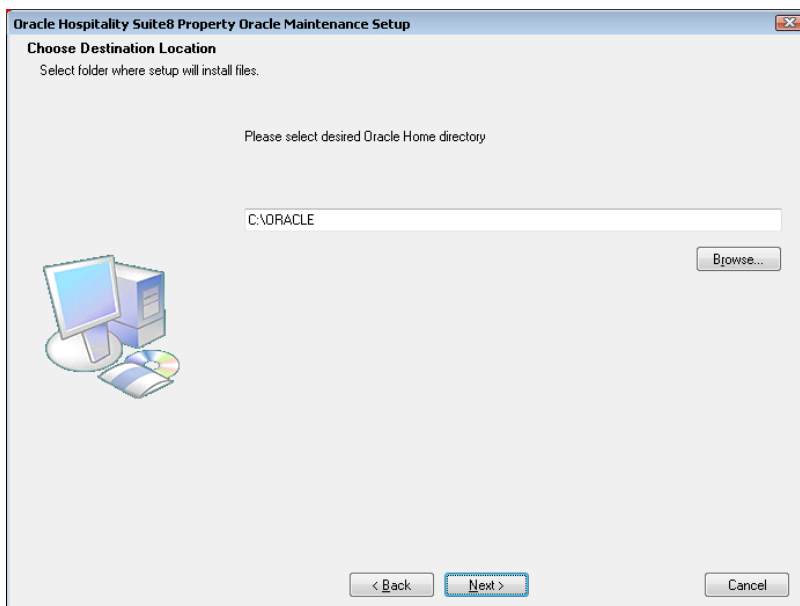 Oracle Hospitality Suite8 Property Oracle Maintenance Setup
Choose Destination Location
Select folder where setup will install files.
Please select desired Oracle Home directory
C:\ORACLE
Browse...
< Back Next > Cancel